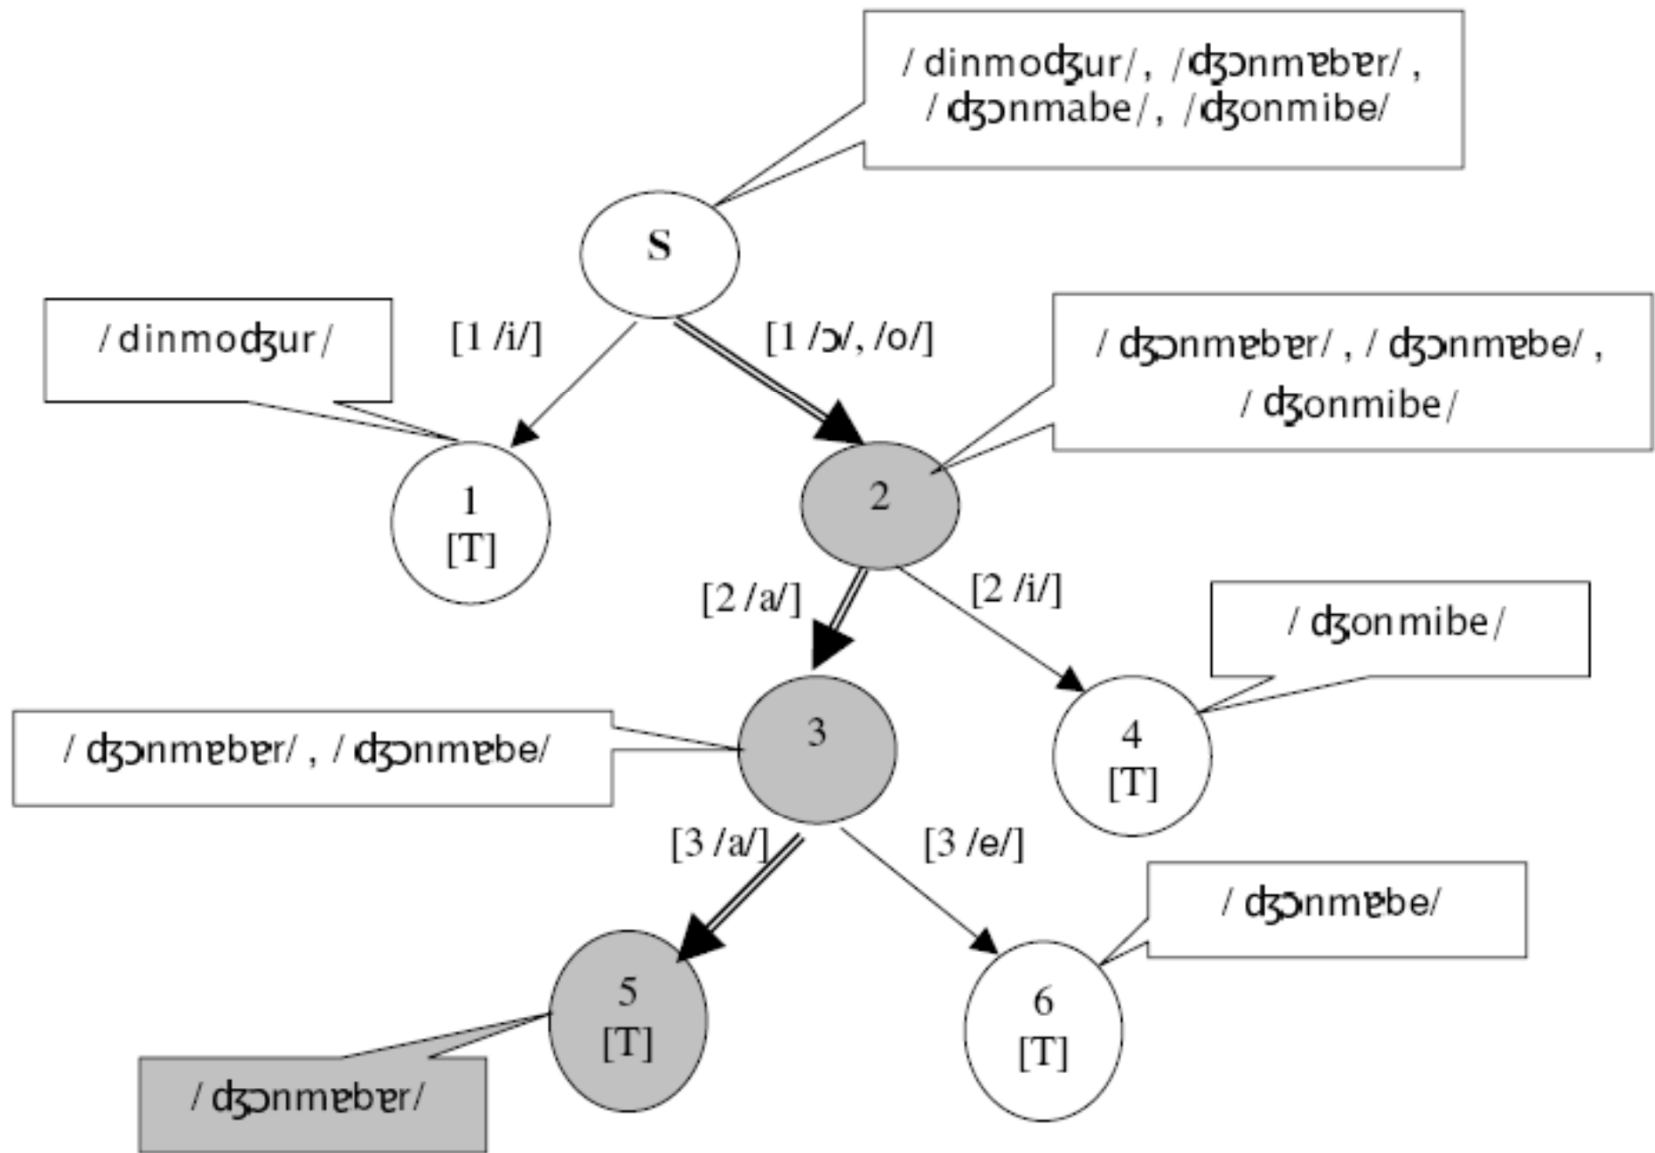 /dinmoʤur/, /ʤɔnmɐbɐr/,
/ʤɔnmabe/, /ʤonmibe/
S
/dinmoʤur/
[1 /i/]
[1 /ɔ/, /o/]
/ʤɔnmɐbɐr/, /ʤɔnmɐbe/,
/ʤonmibe/
1
[T]
2
[2 /a/]
[2 /i/]
/ʤonmibe/
/ʤɔnmɐbɐr/, /ʤɔnmɐbe/
3
4
[T]
[3 /a/]
[3 /e/]
/ʤɔnmɐbe/
5
[T]
6
[T]
/ʤɔnmɐbɐr/